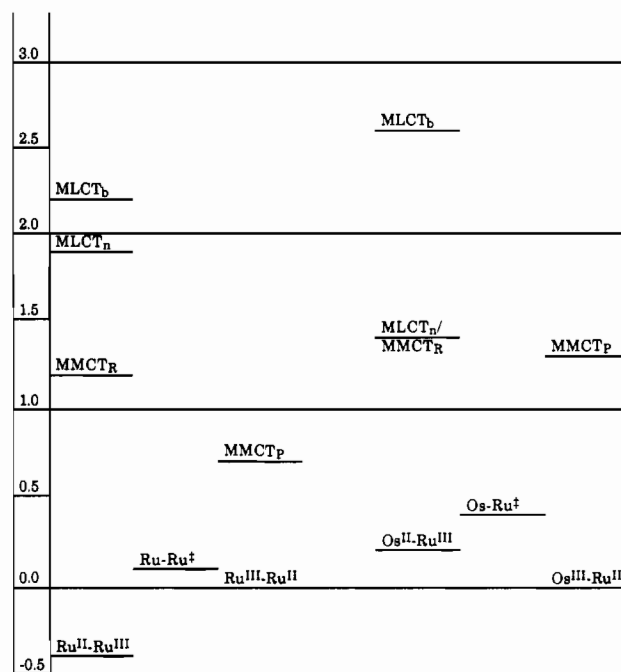 3.0
MLCTb
2.5
MLCTb
2.0
MLCTn
1.5
MLCTn/
MMCTR
MMCTP
MMCTR
1.0
MMCTP
0.5
Os-Ru‡
OsII-RuIII
Ru-Ru‡
RuIII-RuII
OsIII-RuII
0.0
RuII-RuIII
-0.5